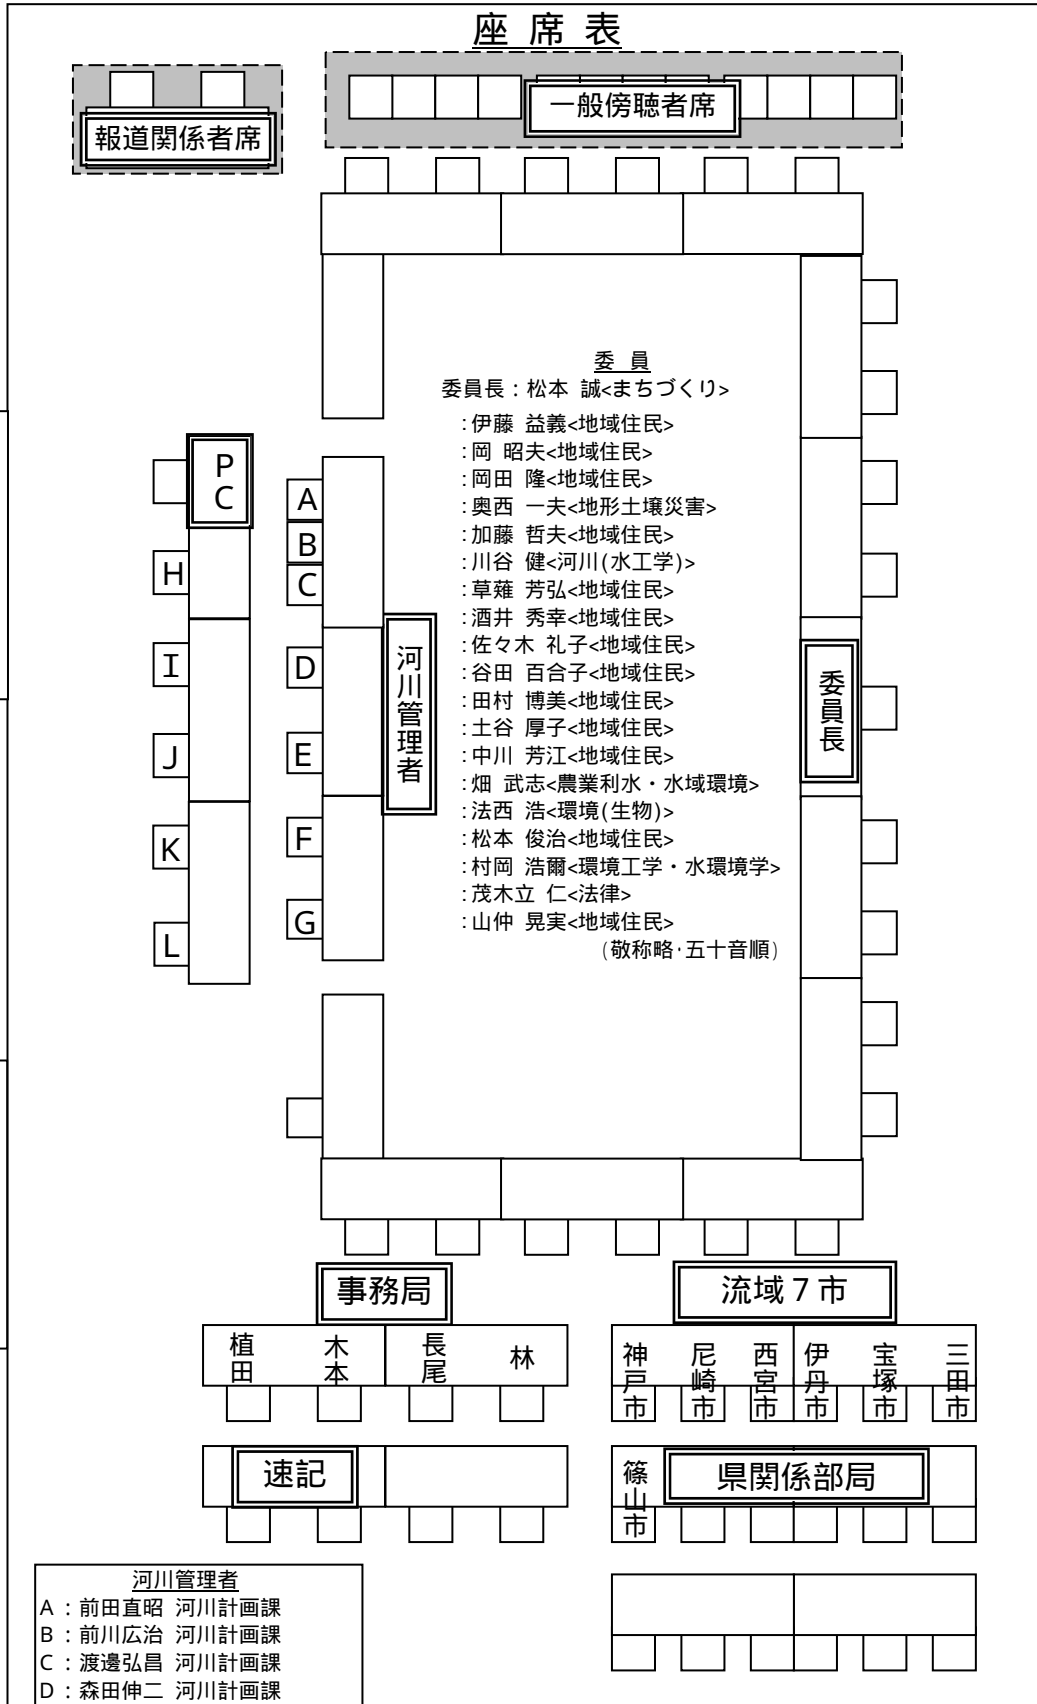 座 席 表
報道関係者席
一般傍聴者席
委 員
委員長：松本 誠<まちづくり>
：伊藤 益義<地域住民>
：岡 昭夫<地域住民>
：岡田 隆<地域住民>
：奥西 一夫<地形土壌災害>
：加藤 哲夫<地域住民>
：川谷 健<河川(水工学)>
：草薙 芳弘<地域住民>
：酒井 秀幸<地域住民>
：佐々木 礼子<地域住民>
：谷田 百合子<地域住民>
：田村 博美<地域住民>
：土谷 厚子<地域住民>
：中川 芳江<地域住民>
：畑 武志<農業利水・水域環境>
：法西 浩<環境(生物)>
：松本 俊治<地域住民>
：村岡 浩爾<環境工学・水環境学>
：茂木立 仁<法律>
：山仲 晃実<地域住民>
（敬称略・五十音順）
PC
H
I
J
K
L
A
B
C
D
E
F
G
河川管理者
委員長
事務局
植田
木本
長尾
林
速記
流域７市
神戸市
尼崎市
西宮市
伊丹市
宝塚市
三田市
篠山市
県関係部局
河川管理者
A：前田直昭 河川計画課
B：前川広治 河川計画課
C：渡邊弘昌 河川計画課
D：森田伸二 河川計画課